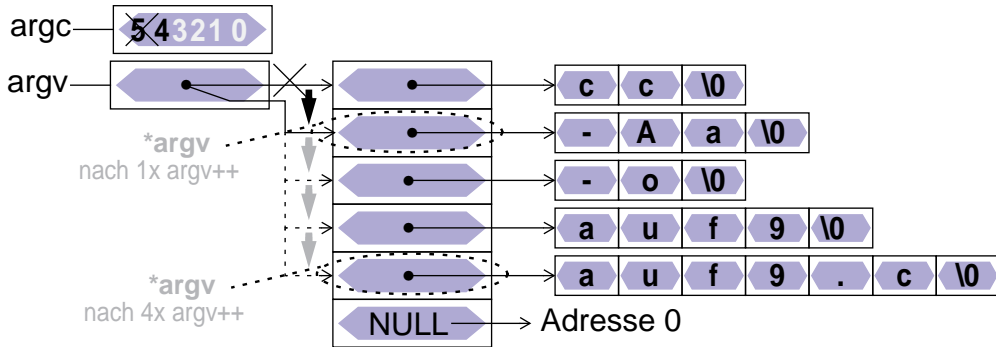 argc 5 4 3 2 1 0
argv c c \0
*argv - A a \0
nach 1x argv++
- o \0
a u f 9 \0
*argv a u f 9 . c \0
nach 4x argv++
NULL Adresse 0